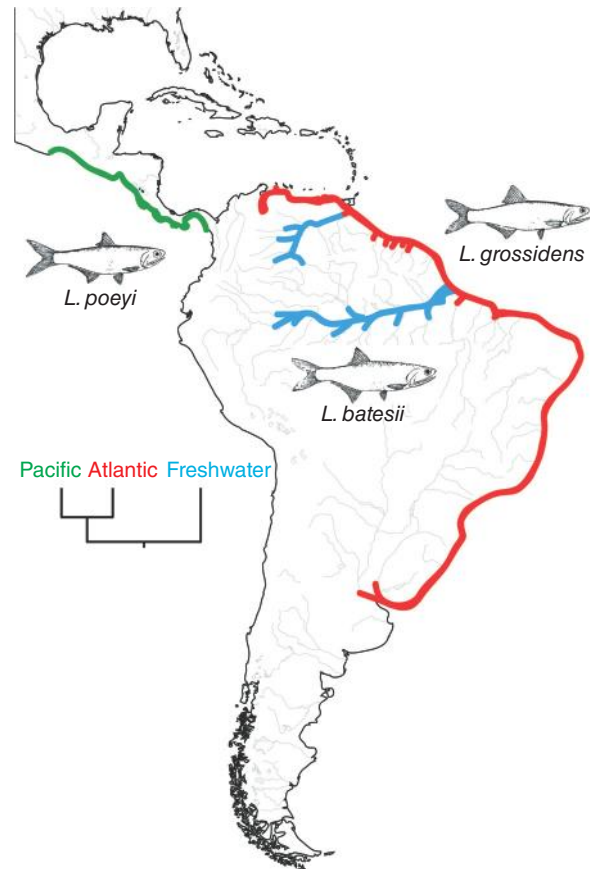 L. grossidens
L. poeyi
L. batesii
Pacific Atlantic Freshwater